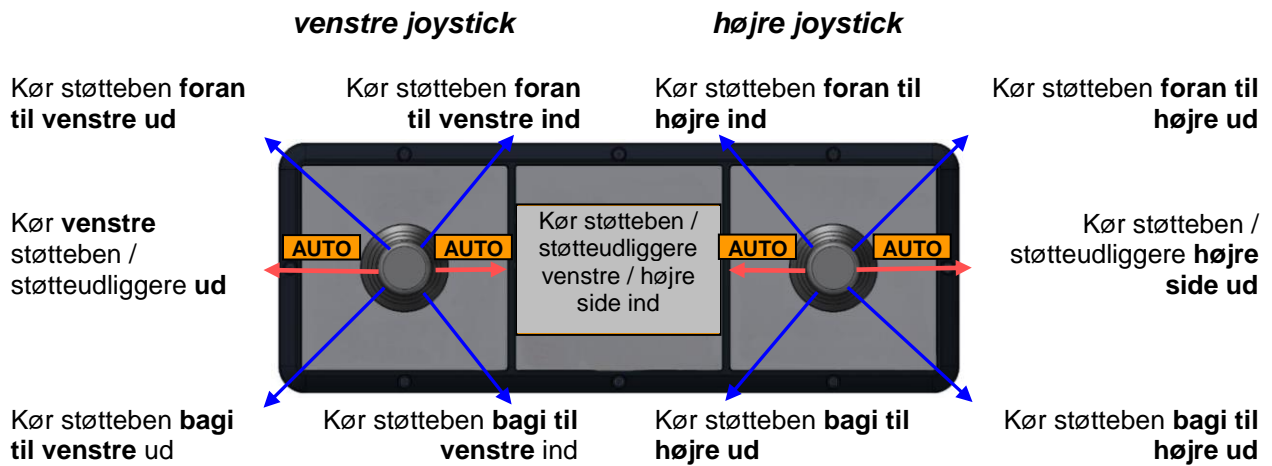 venstre joystick
højre joystick
Kør støtteben foran
til venstre ud
Kør støtteben foran
til venstre ind
Kør støtteben foran til
højre ind
Kør støtteben foran til
højre ud
Kør venstre
støtteben /
støtteudliggere ud
AUTO
AUTO
Kør støtteben /
støtteudliggere
venstre / højre
side ind
AUTO
AUTO
Kør støtteben /
støtteudliggere højre
side ud
Kør støtteben bagi
til venstre ud
Kør støtteben bagi til
venstre ind
Kør støtteben bagi til
højre ud
Kør støtteben bagi til
højre ud